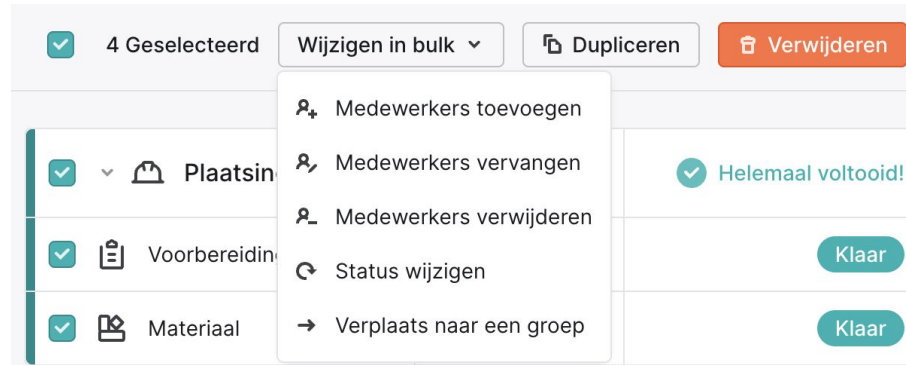 4 Geselecteerd Wijzigen in bulk Dupliceren Verwijderen
Medewerkers toevoegen
Medewerkers vervangen
Helemaal voltooid!
Medewerkers verwijderen
Klaar
Status wijzigen
Materiaal
Verplaats naar een groep
Klaar